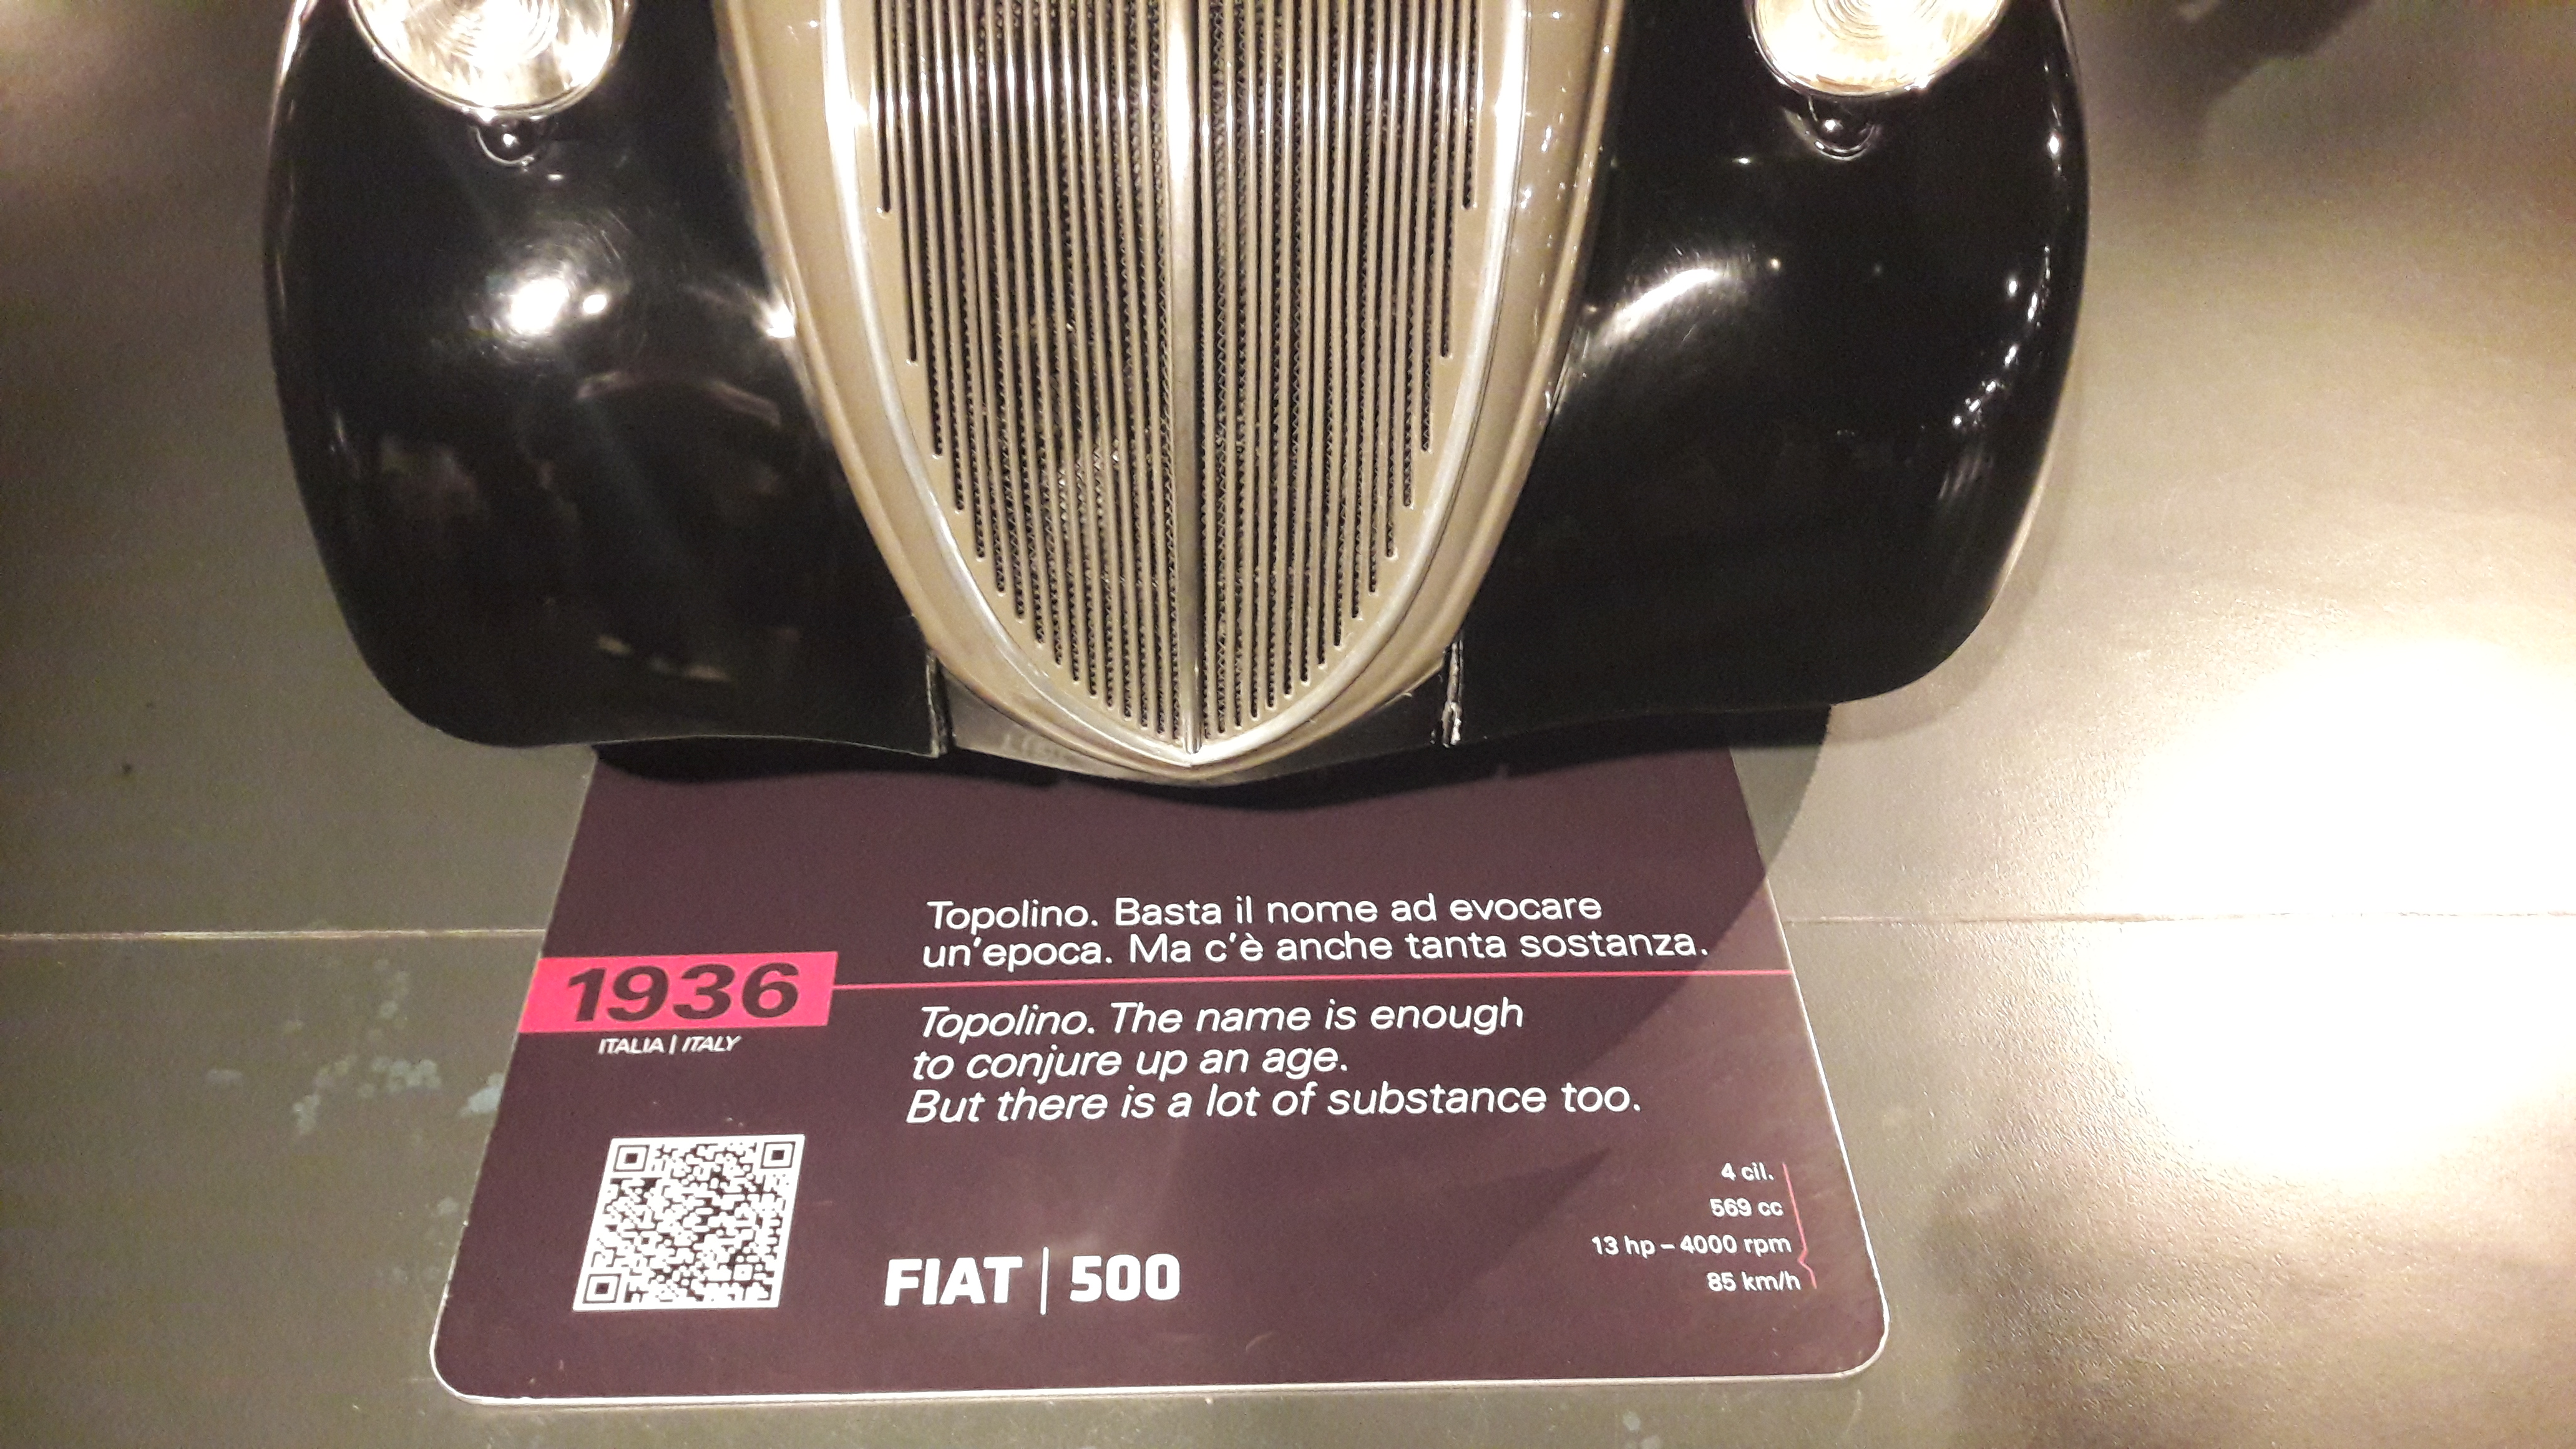 Topolino. Basta il nome ad evocare
un'epoca. Ma c'è anche tanta sostanza.
1936
ITALIA | ITALY
Topolino. The name is enough
to conjure up an age.
But there is a lot of substance too.
4 cil.
569 cc
13 hp – 4000 rpm
85 km/h
FIAT | 500